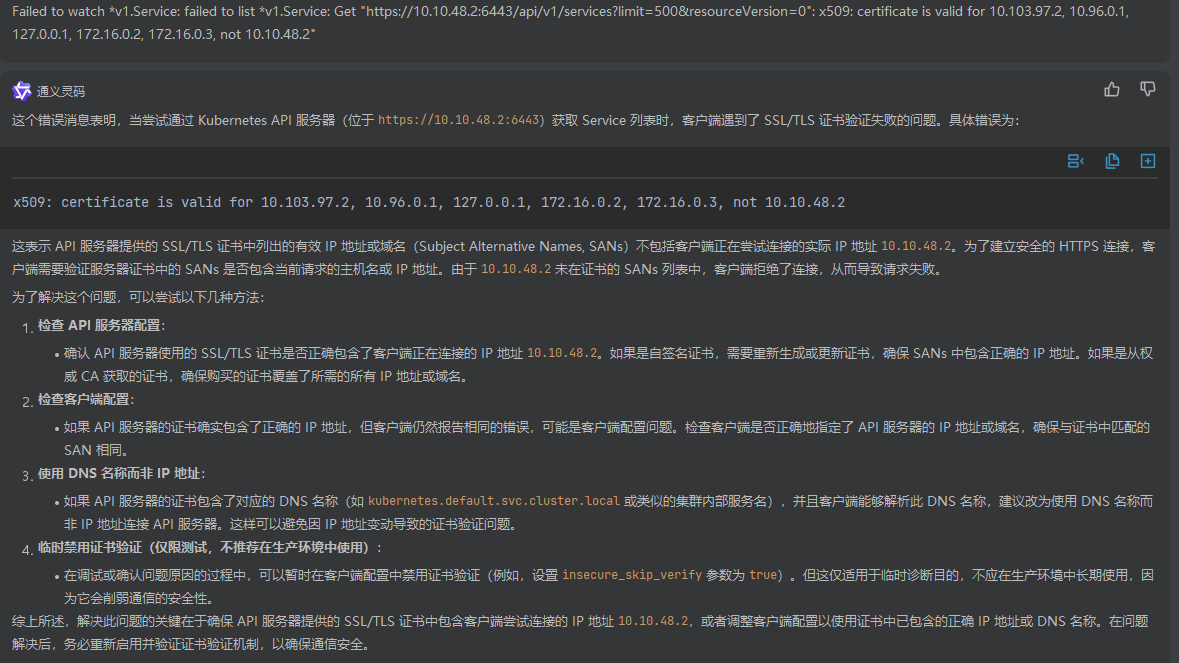 Failed to watch *v1.Service: failed to list *v1.Service: Get "https://10.10.48.2:6443/api/v1/services?limit=500&resourceVersion=0": x509: certificate is valid for 10.103.97.2, 10.96.0.1,
127.0.0.1, 172.16.0.2, 172.16.0.3, not 10.10.48.2"
通义灵码
这个错误消息表明，当尝试通过 Kubernetes API 服务器（位于 https://10.10.48.2:6443）获取 Service 列表时，客户端遇到了 SSL/TLS 证书验证失败的问题。具体错误为：
x509: certificate is valid for 10.103.97.2, 10.96.0.1, 127.0.0.1, 172.16.0.2, 172.16.0.3, not 10.10.48.2
这表示 API 服务器提供的 SSL/TLS 证书中列出的有效 IP 地址或域名（Subject Alternative Names, SANs）不包括客户端正在尝试连接的实际 IP 地址 10.10.48.2。为了建立安全的 HTTPS 连接，客
户端需要验证服务器证书中的 SANs 是否包含当前请求的主机名或 IP 地址。由于 10.10.48.2 未在证书的 SANs 列表中，客户端拒绝了连接，从而导致请求失败。
为了解决这个问题，可以尝试以下几种方法：
1. 检查 API 服务器配置：
• 确认 API 服务器使用的 SSL/TLS 证书是否正确包含了客户端正在连接的 IP 地址 10.10.48.2。如果是自签名证书，需要重新生成或更新证书，确保 SANs 中包含正确的 IP 地址。如果是从权
威 CA 获取的证书，确保购买的证书覆盖了所需的所有 IP 地址或域名。
2. 检查客户端配置：
• 如果 API 服务器的证书确实包含了正确的 IP 地址，但客户端仍然报告相同的错误，可能是客户端配置问题。检查客户端是否正确地指定了 API 服务器的 IP 地址或域名，确保与证书中匹配的
SAN 相同。
3. 使用 DNS 名称而非 IP 地址：
• 如果 API 服务器的证书包含了对应的 DNS 名称（如 kubernetes.default.svc.cluster.local 或类似的集群内部服务名），并且客户端能够解析此 DNS 名称，建议改为使用 DNS 名称而
非 IP 地址连接 API 服务器。这样可以避免因 IP 地址变动导致的证书验证问题。
4. 临时禁用证书验证（仅限测试，不推荐在生产环境中使用）：
• 在调试或确认问题原因的过程中，可以暂时在客户端配置中禁用证书验证（例如，设置 insecure_skip_verify 参数为 true）。但这仅适用于临时诊断目的，不应在生产环境中长期使用，因
为它会削弱通信的安全性。
综上所述，解决此问题的关键在于确保 API 服务器提供的 SSL/TLS 证书中包含客户端尝试连接的 IP 地址 10.10.48.2，或者调整客户端配置以使用证书中已包含的正确 IP 地址或 DNS 名称。在问题
解决后，务必重新启用并验证证书验证机制，以确保通信安全。